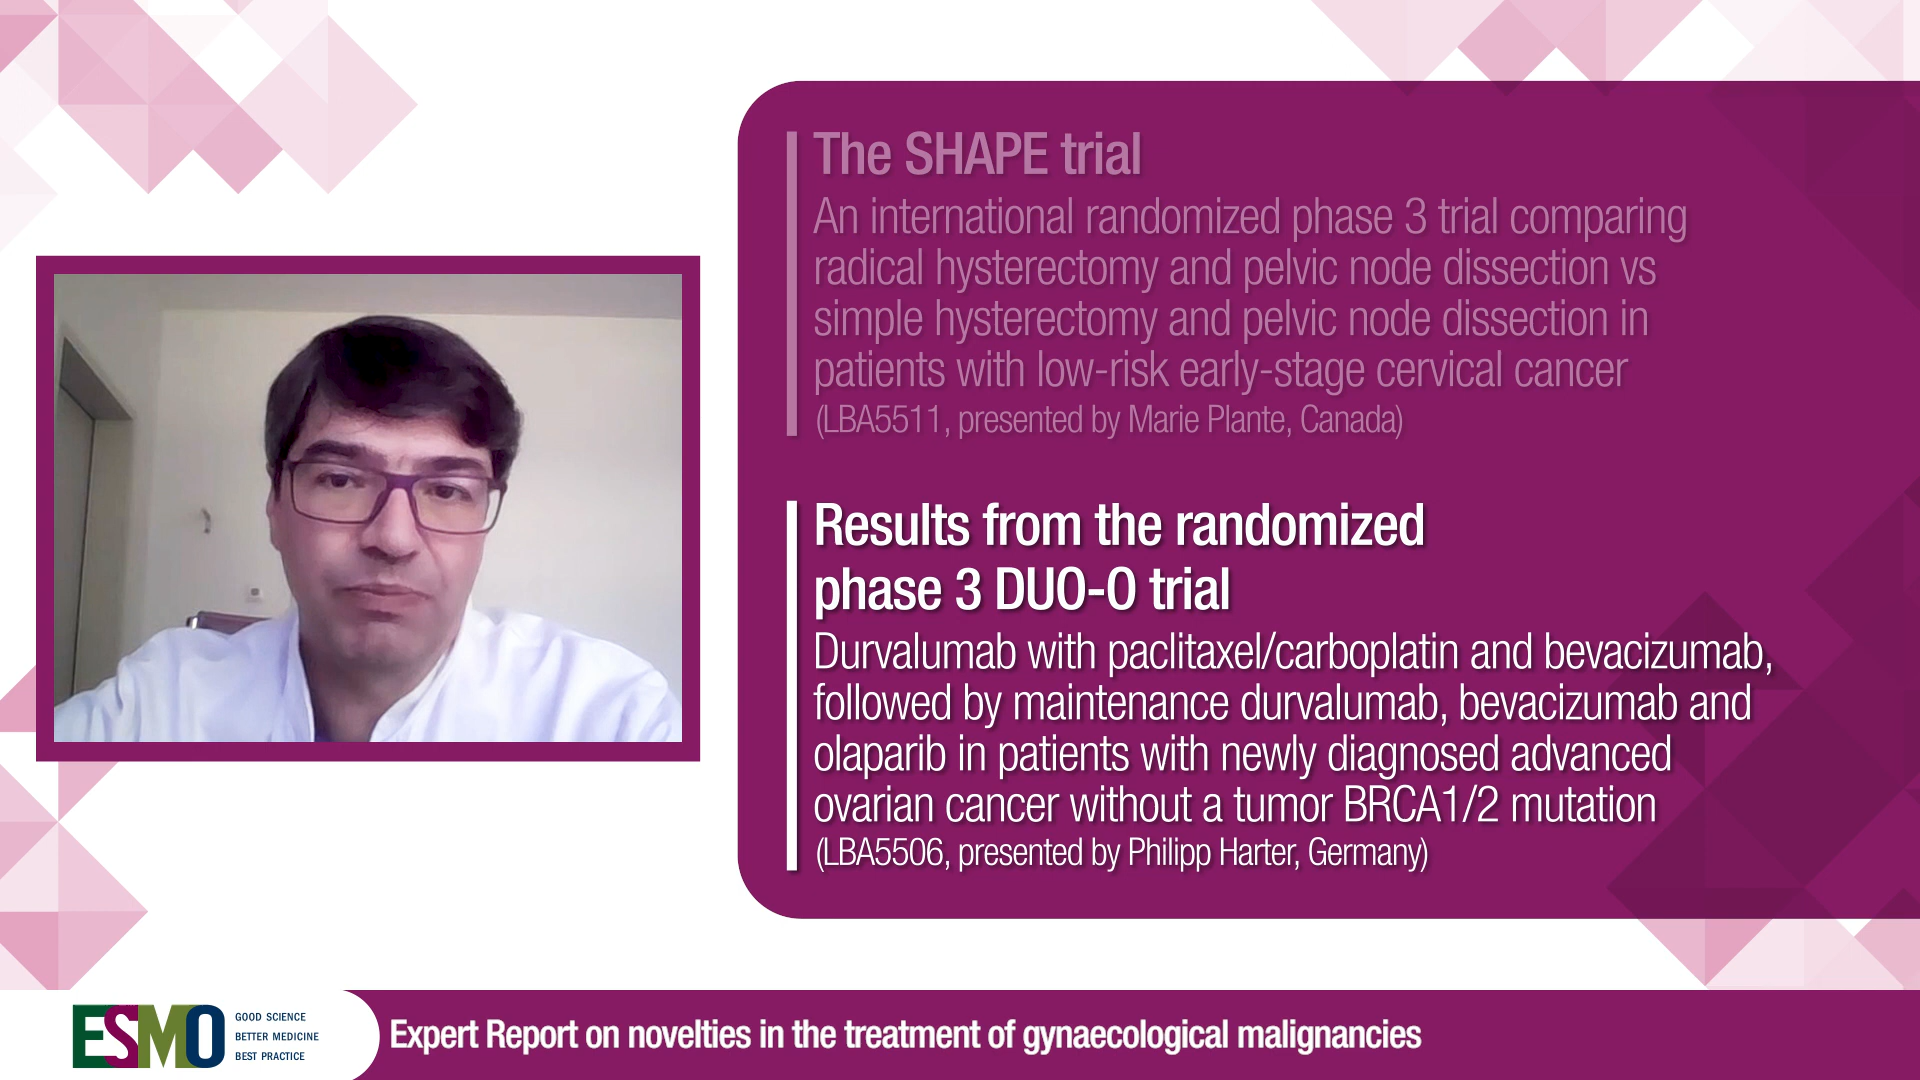 The SHAPE trial
An international randomized phase 3 trial comparing
radical hysterectomy and pelvic node dissection vs
simple hysterectomy and pelvic node dissection in
patients with low-risk early-stage cervical cancer
(LBA5511, presented by Marie Plante, Canada)
Results from the randomized
phase 3 DUO-O trial
Durvalumab with paclitaxel/carboplatin and bevacizumab,
followed by maintenance durvalumab, bevacizumab and
olaparib in patients with newly diagnosed advanced
ovarian cancer without a tumor BRCA1/2 mutation
(LBA5506, presented by Philipp Harter, Germany)
ESMO
GOOD SCIENCE
BETTER MEDICINE
BEST PRACTICE
Expert Report on novelties in the treatment of gynaecological malignancies